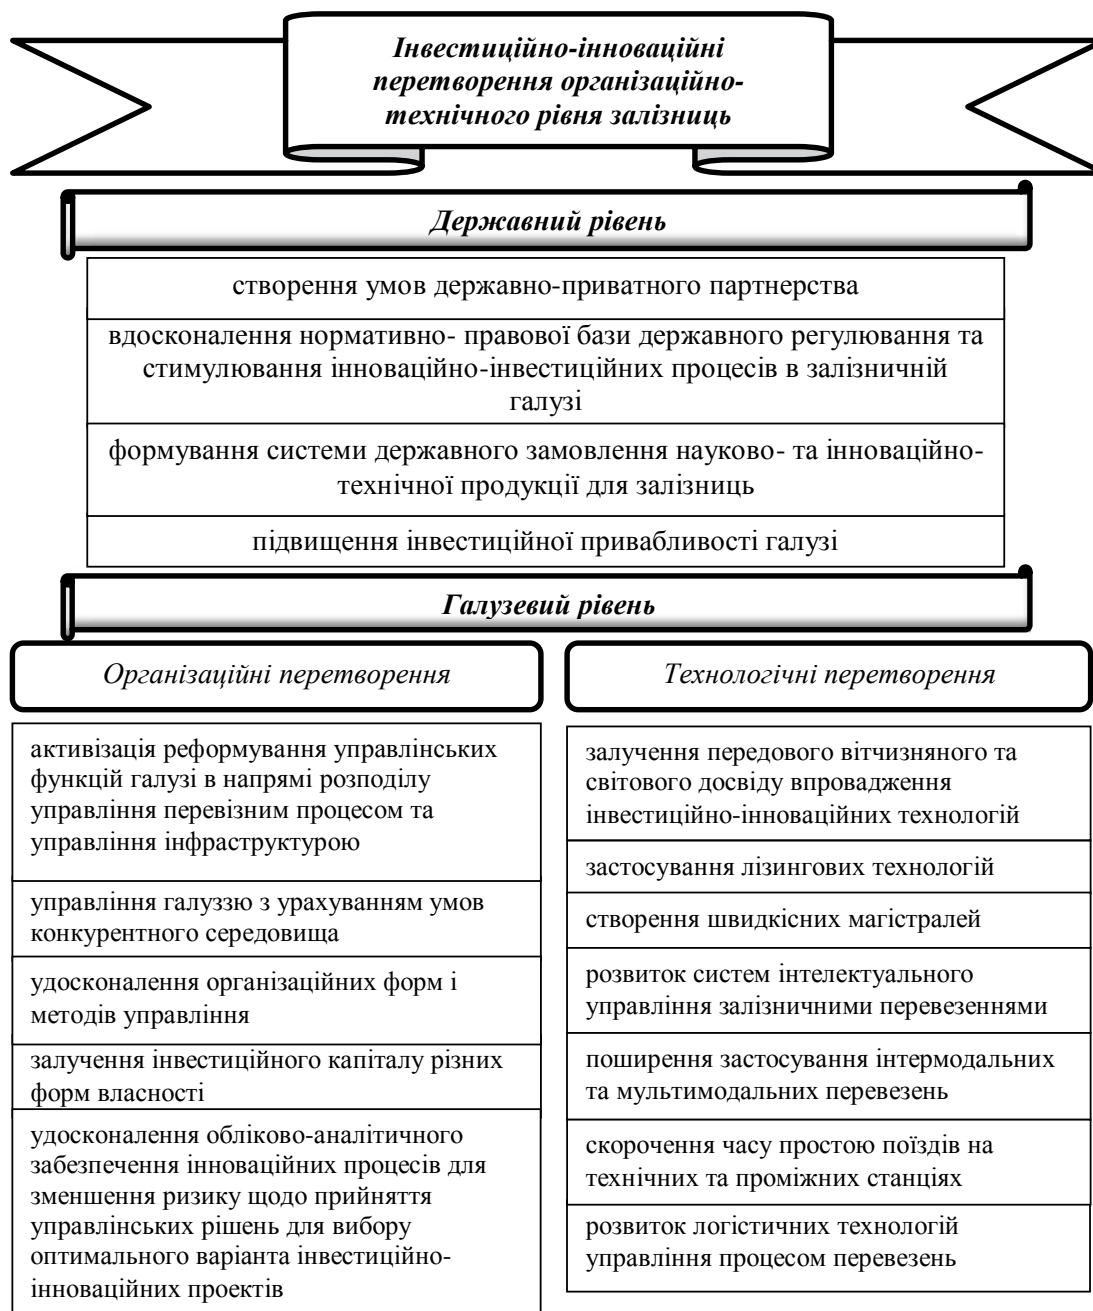 Інвестиційно-інноваційні
перетворення організаційно-
технічного рівня залізниць
Державний рівень
створення умов державно-приватного партнерства
вдосконалення нормативно- правової бази державного регулювання та
стимулювання інноваційно-інвестиційних процесів в залізничній
галузі
формування системи державного замовлення науково- та інноваційно-
технічної продукції для залізниць
підвищення інвестиційної привабливості галузі
Галузевий рівень
Організаційні перетворення
активізація реформування управлінських
функцій галузі в напрямі розподілу
управління перевізним процесом та
управління інфраструктурою
управління галуззю з урахуванням умов
конкурентного середовища
удосконалення організаційних форм і
методів управління
залучення інвестиційного капіталу різних
форм власності
удосконалення обліково-аналітичного
забезпечення інноваційних процесів для
зменшення ризику щодо прийняття
управлінських рішень для вибору
оптимального варіанта інвестиційно-
інноваційних проектів
Технологічні перетворення
залучення передового вітчизняного та
світового досвіду впровадження
інвестиційно-інноваційних технологій
застосування лізингових технологій
створення швидкісних магістралей
розвиток систем інтелектуального
управління залізничними перевезеннями
поширення застосування інтермодальних
та мультимодальних перевезень
скорочення часу простою поїздів на
технічних та проміжних станціях
розвиток логістичних технологій
управління процесом перевезень